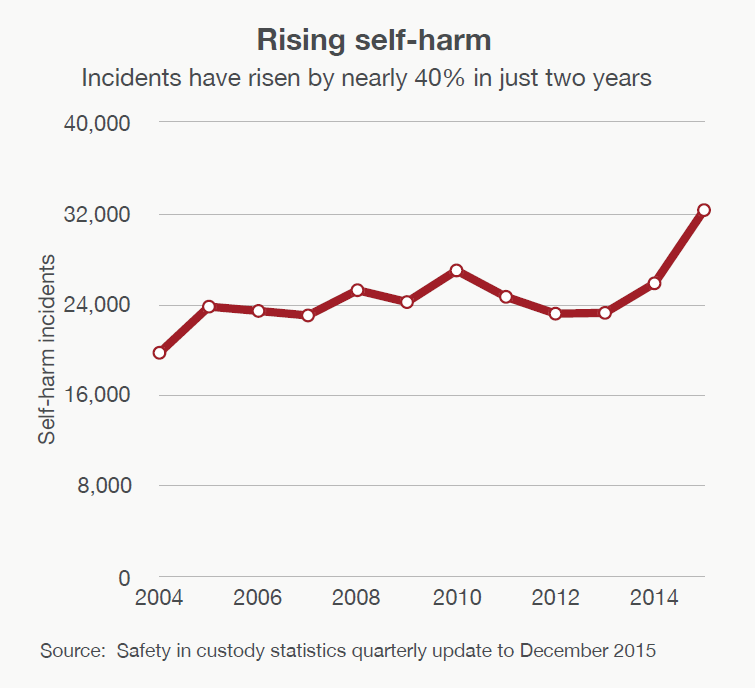 Rising self-harm
Incidents have risen by nearly 40% in just two years
40,000
32,000
24,000
16,000
8,000
0
Self-harm incidents
2004 2006 2008 2010 2012 2014
Source: Safety in custody statistics quarterly update to December 2015